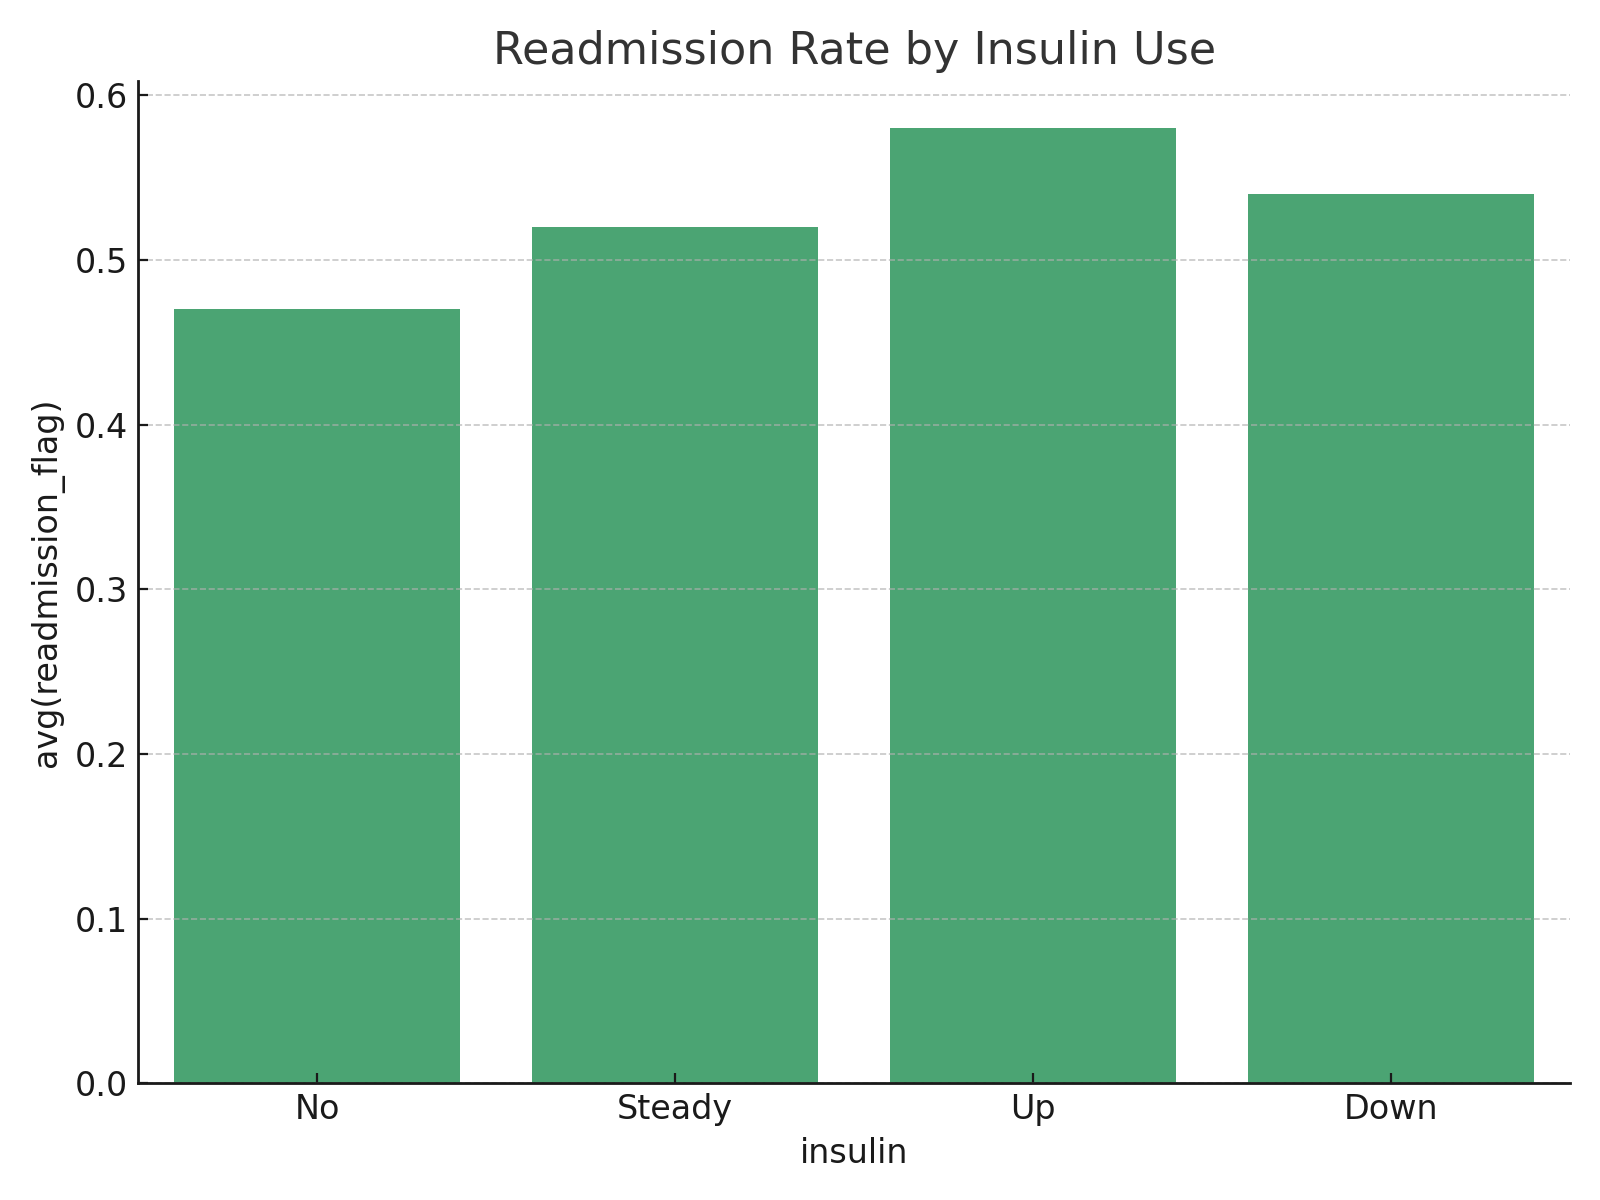 Readmission Rate by Insulin Use
0.6
0.5
0.4
0.3
0.2
0.1
0.0
avg(readmission_flag)
No Steady Up Down
insulin